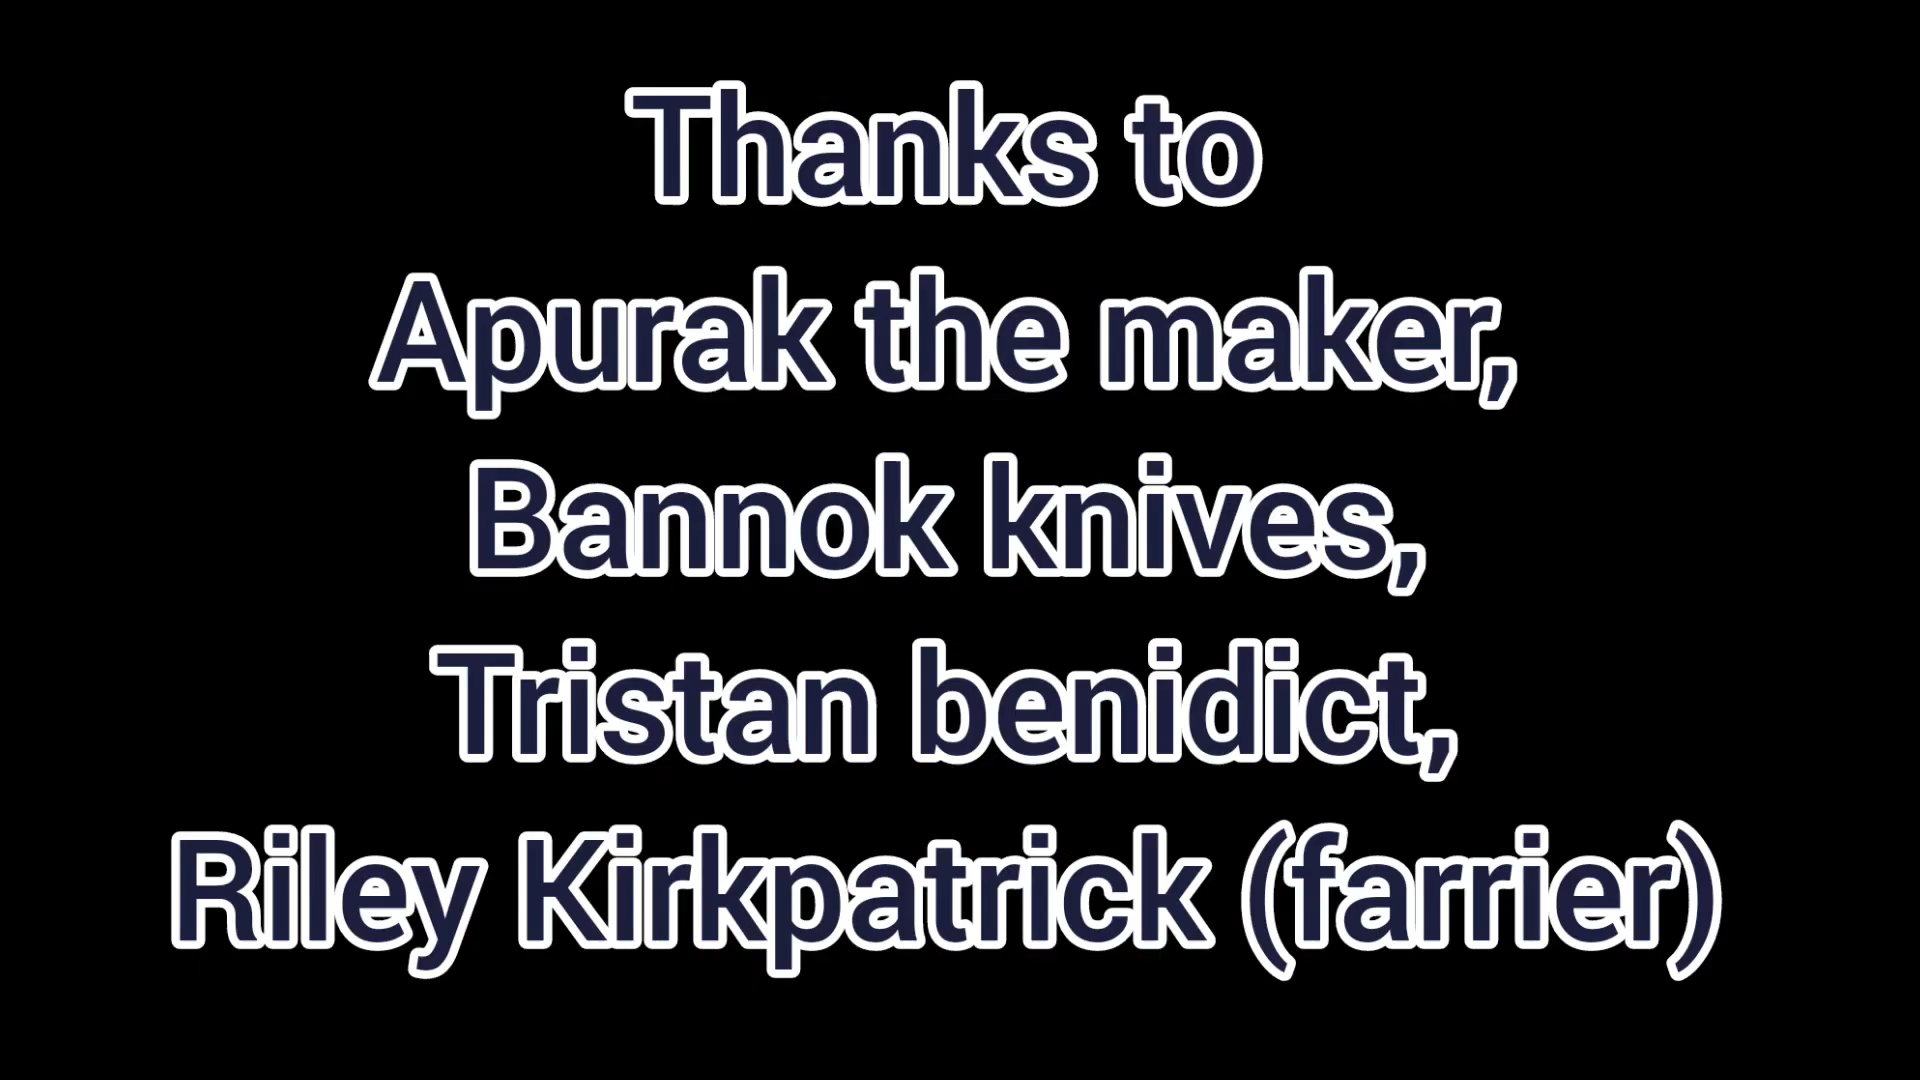 Thanks to
Apurak the maker,
Bannok knives,
Tristan benidict,
Riley Kirkpatrick (farrier)